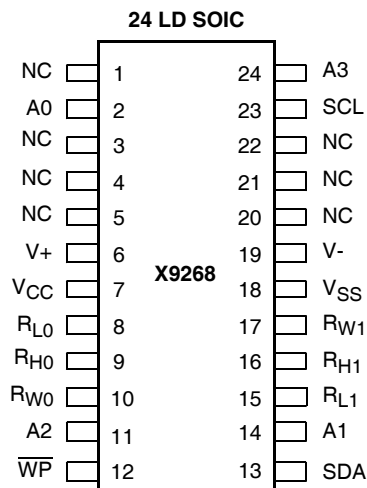 24 LD SOIC
NC 1 24 A3
A0 2 23 SCL
NC 3 22 NC
NC 4 21 NC
NC 5 20 NC
V+ 6 19 V-
X9268
VCC 7 18 VSS
RL0 8 17 RW1
RH0 9 16 RH1
RW0 10 15 RL1
A2 11 14 A1
WP 12 13 SDA